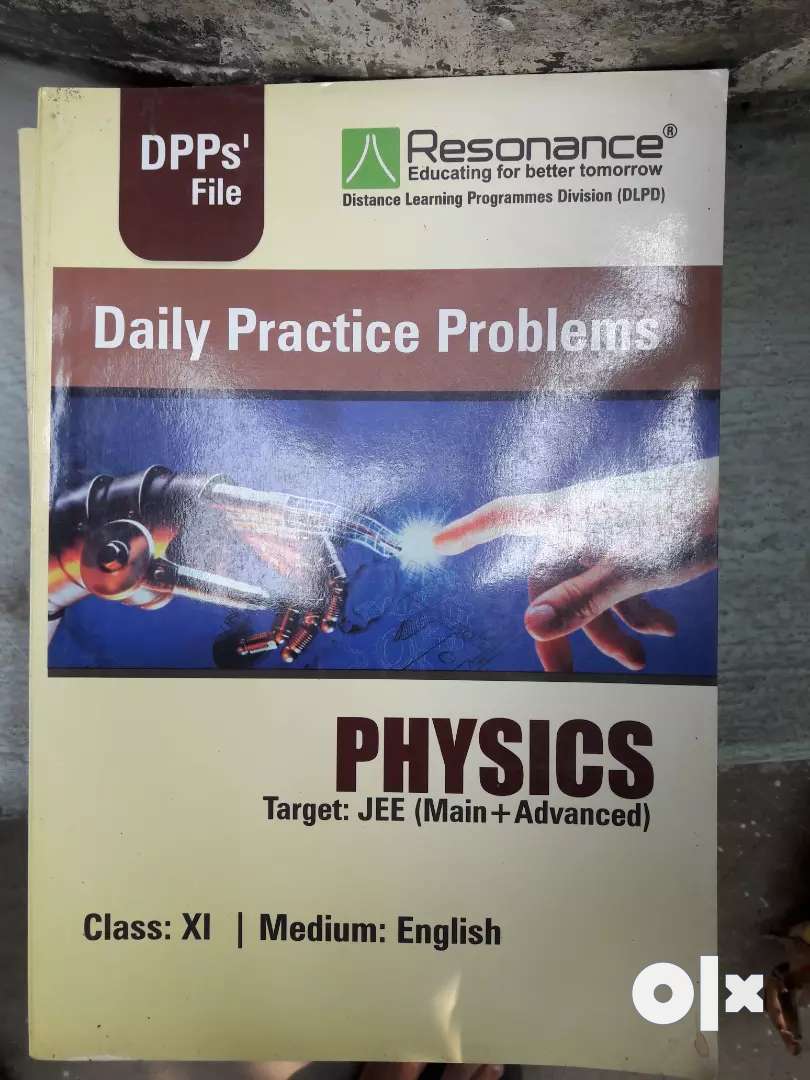 DPPs'
File
Resonance®
Educating for better tomorrow
Distance Learning Programmes Division (DLPD)
Daily Practice Problems
PHYSICS
Target: JEE (Main+Advanced)
Class: XI | Medium: English
olx